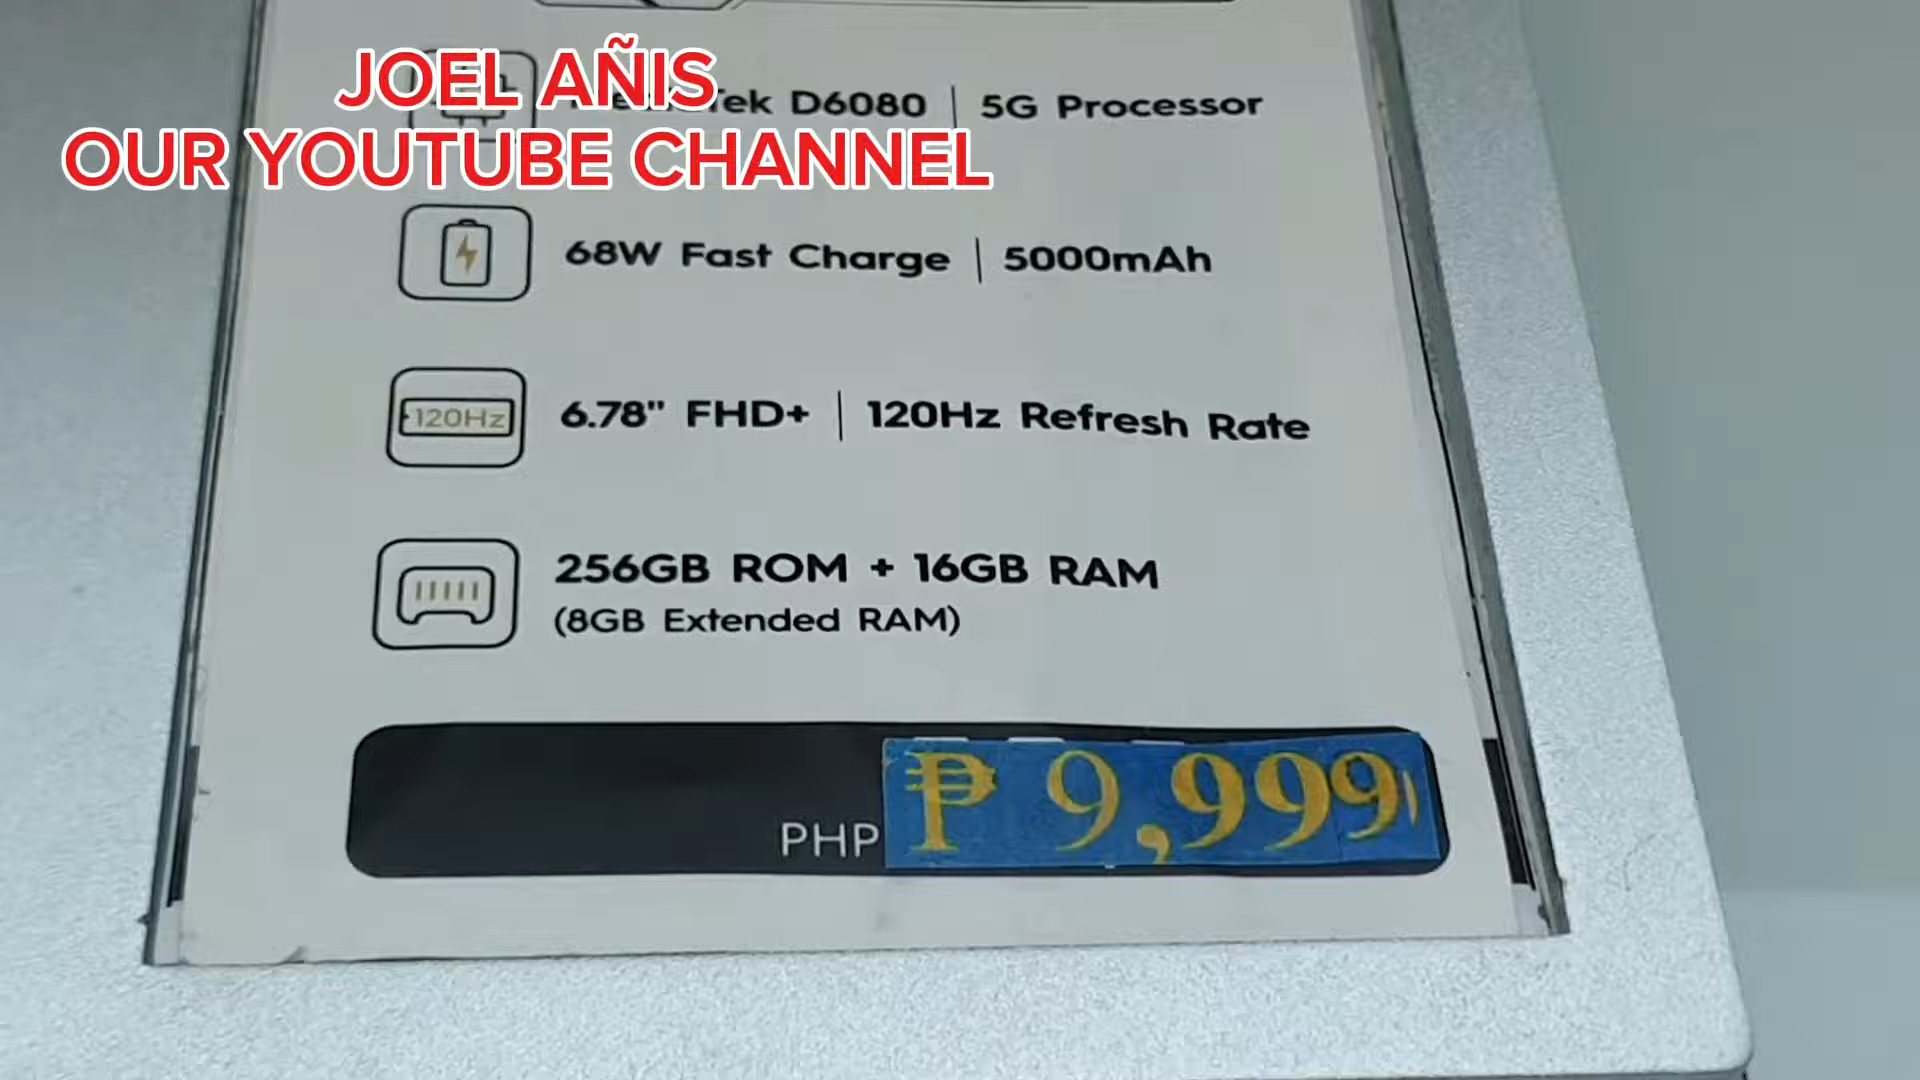 JOEL AÑIS
OUR YOUTUBE CHANNEL
D6080 | 5G Processor
68W Fast Charge | 5000mAh
120Hz
6.78" FHD+ | 120Hz Refresh Rate
256GB ROM + 16GB RAM
(8GB Extended RAM)
PHP ₱ 9,999